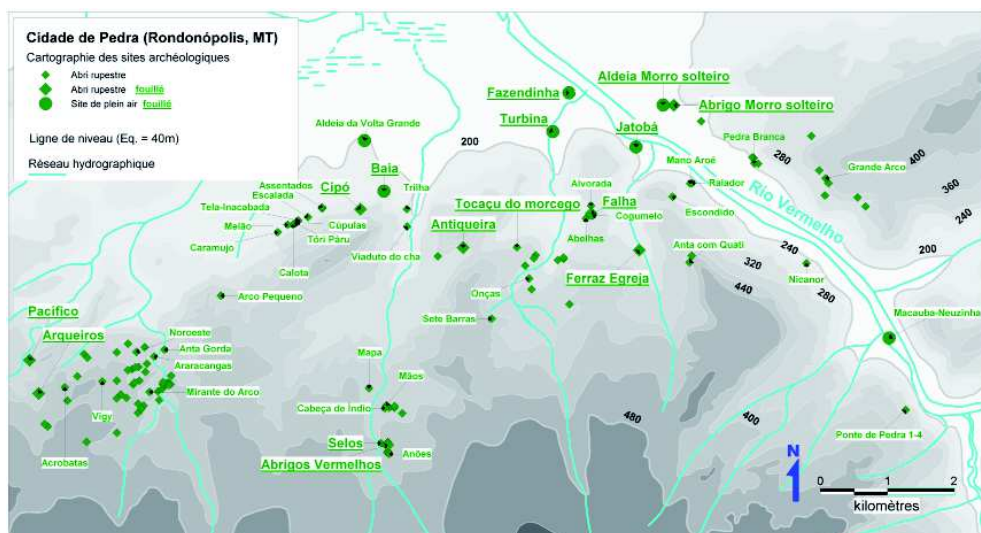 Cidade de Pedra (Rondonópolis, MT)
Cartographie des sites archéologiques
Abri rupestre
Abri rupestre fouillé
Site de plein air fouillé
Ligne de niveau (Eq. = 40m)
Réseau hydrographique
Aldeia Morro solteiro
Fazendinha
Abrigo Morro solteiro
Turbina
Aldeia da Volta Grande
200
Jatobá
Pedra Branca
280
400
Grande Arco
360
Baia
Mano Aroé
Ralador
Assentados
Cipó
Trilha
Alvorada
Escalada
Escondido
240
Tela-Inacabada
Tocaçu do morcego
Falha
Rio Vermelho
Cogumelo
Melão
Cúpulas
Antiqueira
Abelhas
200
Caramujo
Tóri Páru
Viaduto do cha
Anta com Quati
240
Calota
320
Ferraz Egreja
Nicanor
280
Arco Pequeno
Onças
440
Pacífico
Sete Barras
Macauba-Neuzinha
Arqueiros
Noroeste
Anta Gorda
Araracangas
Mapa
Mãos
Mirante do Arco
Vigy
Cabeça de Índio
480
400
Ponte de Pedra 1-4
Selos
Acrobatas
Abrigos Vermelhos
Anões
N
0 1 2
kilomètres